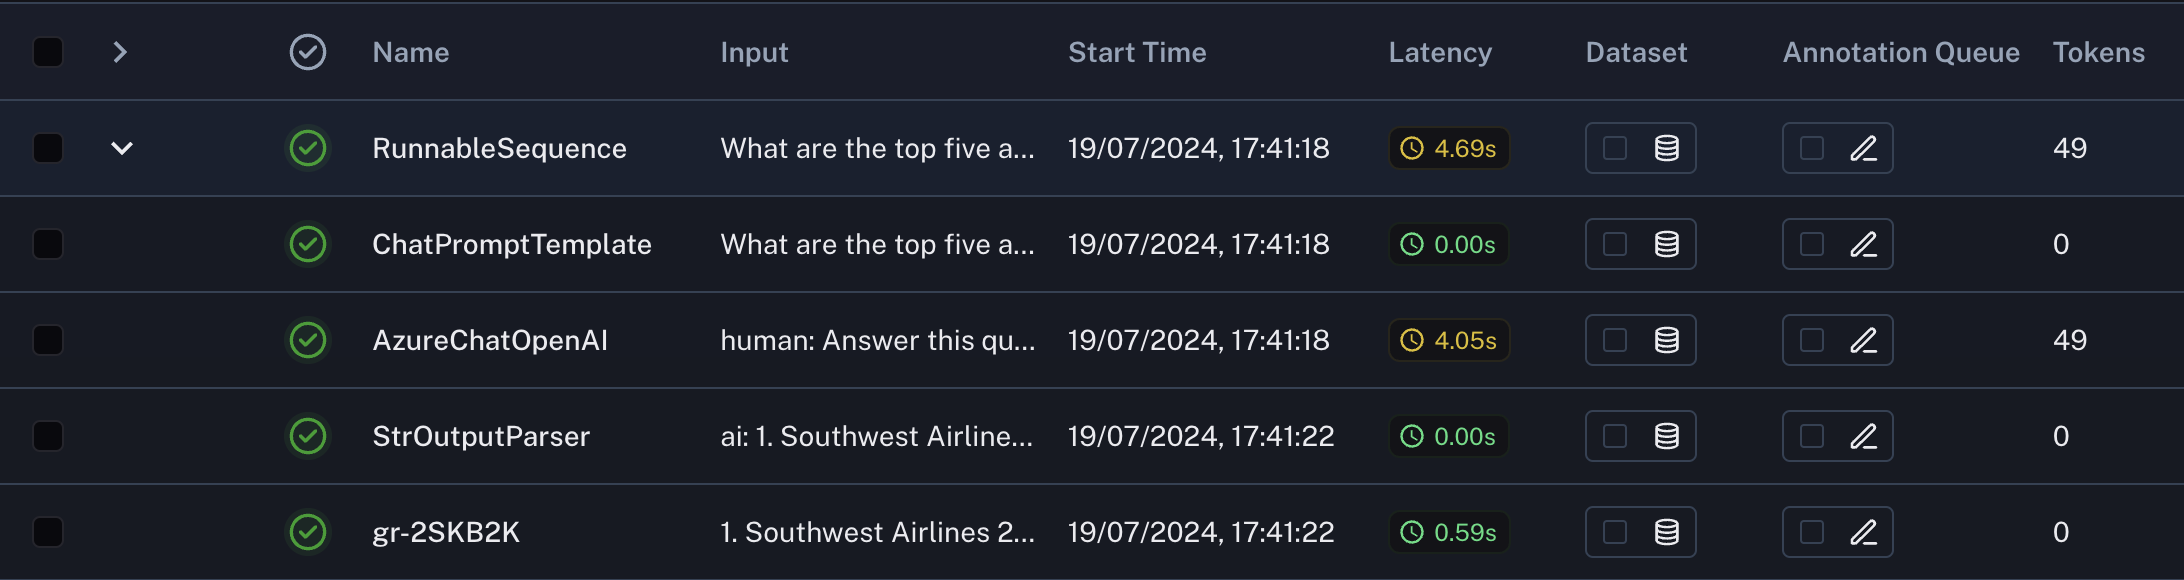 Name Input Start Time Latency Dataset Annotation Queue Tokens
RunnableSequence What are the top five a... 19/07/2024, 17:41:18 4.69s 49
ChatPromptTemplate What are the top five a... 19/07/2024, 17:41:18 0.00s 0
AzureChatOpenAI human: Answer this qu... 19/07/2024, 17:41:18 4.05s 49
StrOutputParser ai: 1. Southwest Airline... 19/07/2024, 17:41:22 0.00s 0
gr-2SKB2K 1. Southwest Airlines 2... 19/07/2024, 17:41:22 0.59s 0